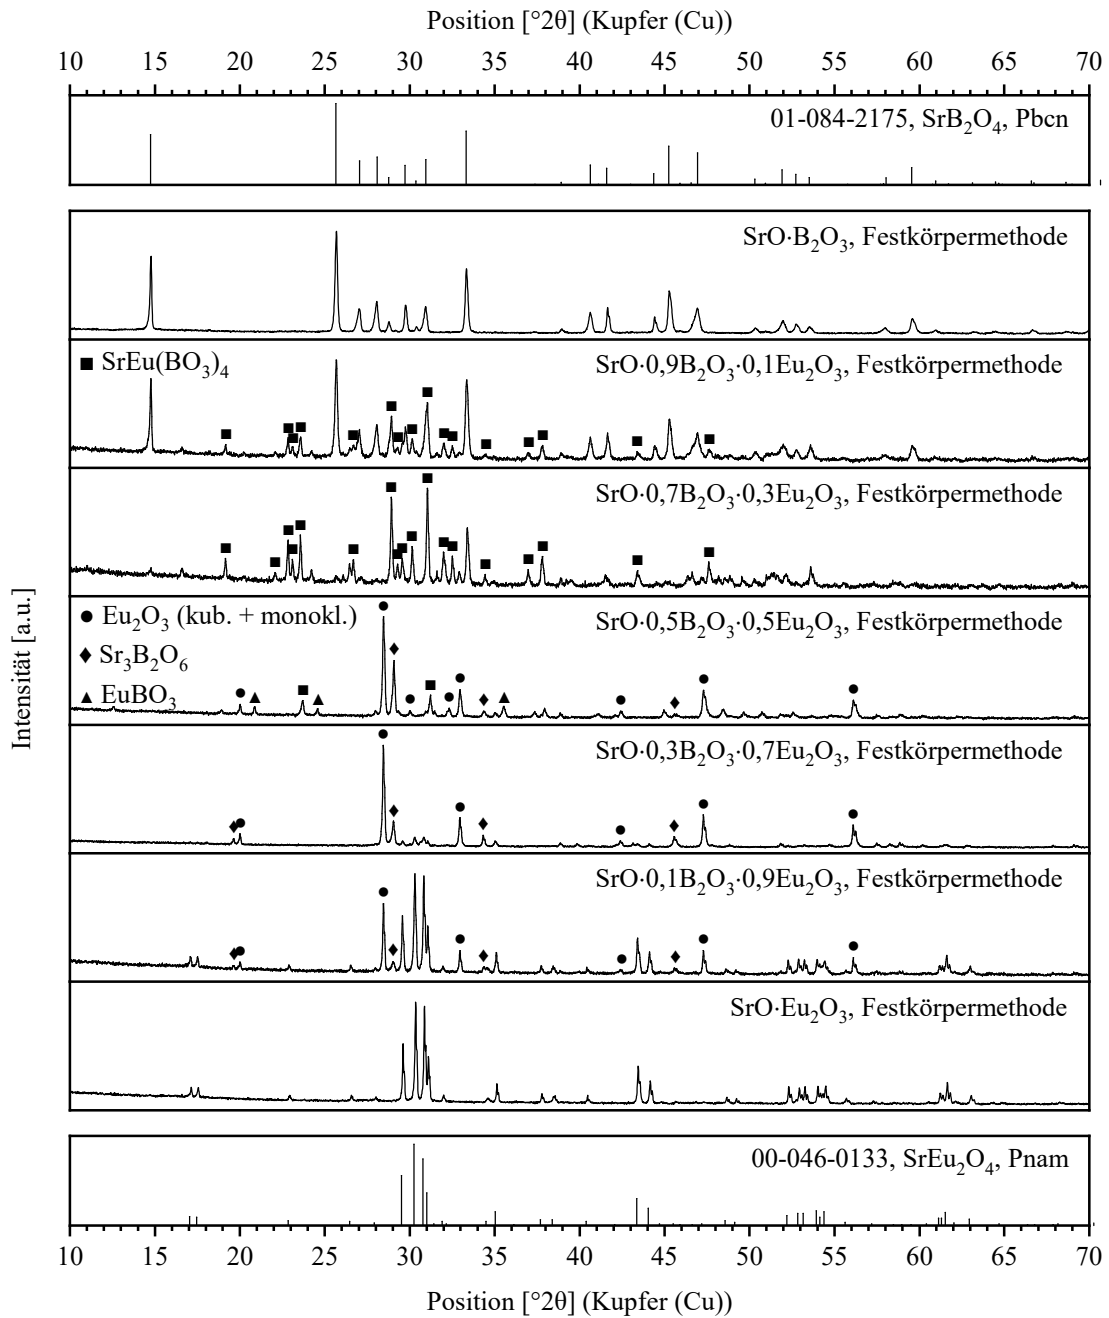 Position [°2θ] (Kupfer (Cu))
10 15 20 25 30 35 40 45 50 55 60 65 70
01-084-2175, SrB₂O₄, Pbcn
SrO·B₂O₃, Festkörpermethode
■ SrEu(BO₃)₄
SrO·0,9B₂O₃·0,1Eu₂O₃, Festkörpermethode
SrO·0,7B₂O₃·0,3Eu₂O₃, Festkörpermethode
Intensität [a.u.]
● Eu₂O₃ (kub. + monokl.)
SrO·0,5B₂O₃·0,5Eu₂O₃, Festkörpermethode
♦ Sr₃B₂O₆
▲ EuBO₃
SrO·0,3B₂O₃·0,7Eu₂O₃, Festkörpermethode
SrO·0,1B₂O₃·0,9Eu₂O₃, Festkörpermethode
SrO·Eu₂O₃, Festkörpermethode
00-046-0133, SrEu₂O₄, Pnam
10 15 20 25 30 35 40 45 50 55 60 65 70
Position [°2θ] (Kupfer (Cu))